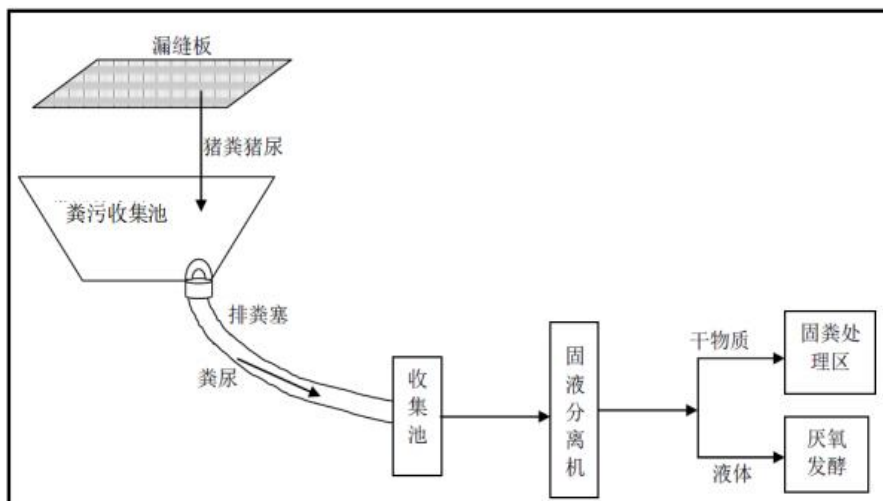 漏缝板
猪粪猪尿
粪污收集池
排粪塞
粪尿
收
集
池
固
液
分
离
机
干物质
固粪处
理区
液体
厌氧
发酵